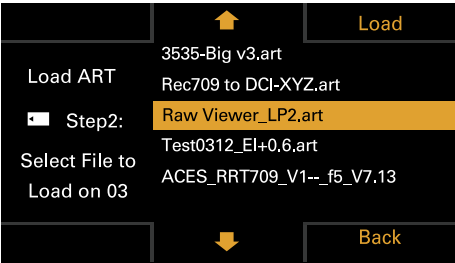 Load
Load ART
Step2:
Select File to
Load on 03
3535-Big v3.art
Rec709 to DCI-XYZ.art
Raw Viewer_LP2.art
Test0312_EI+0,6.art
ACES_RRT709_V1--_f5_V7.13
Back